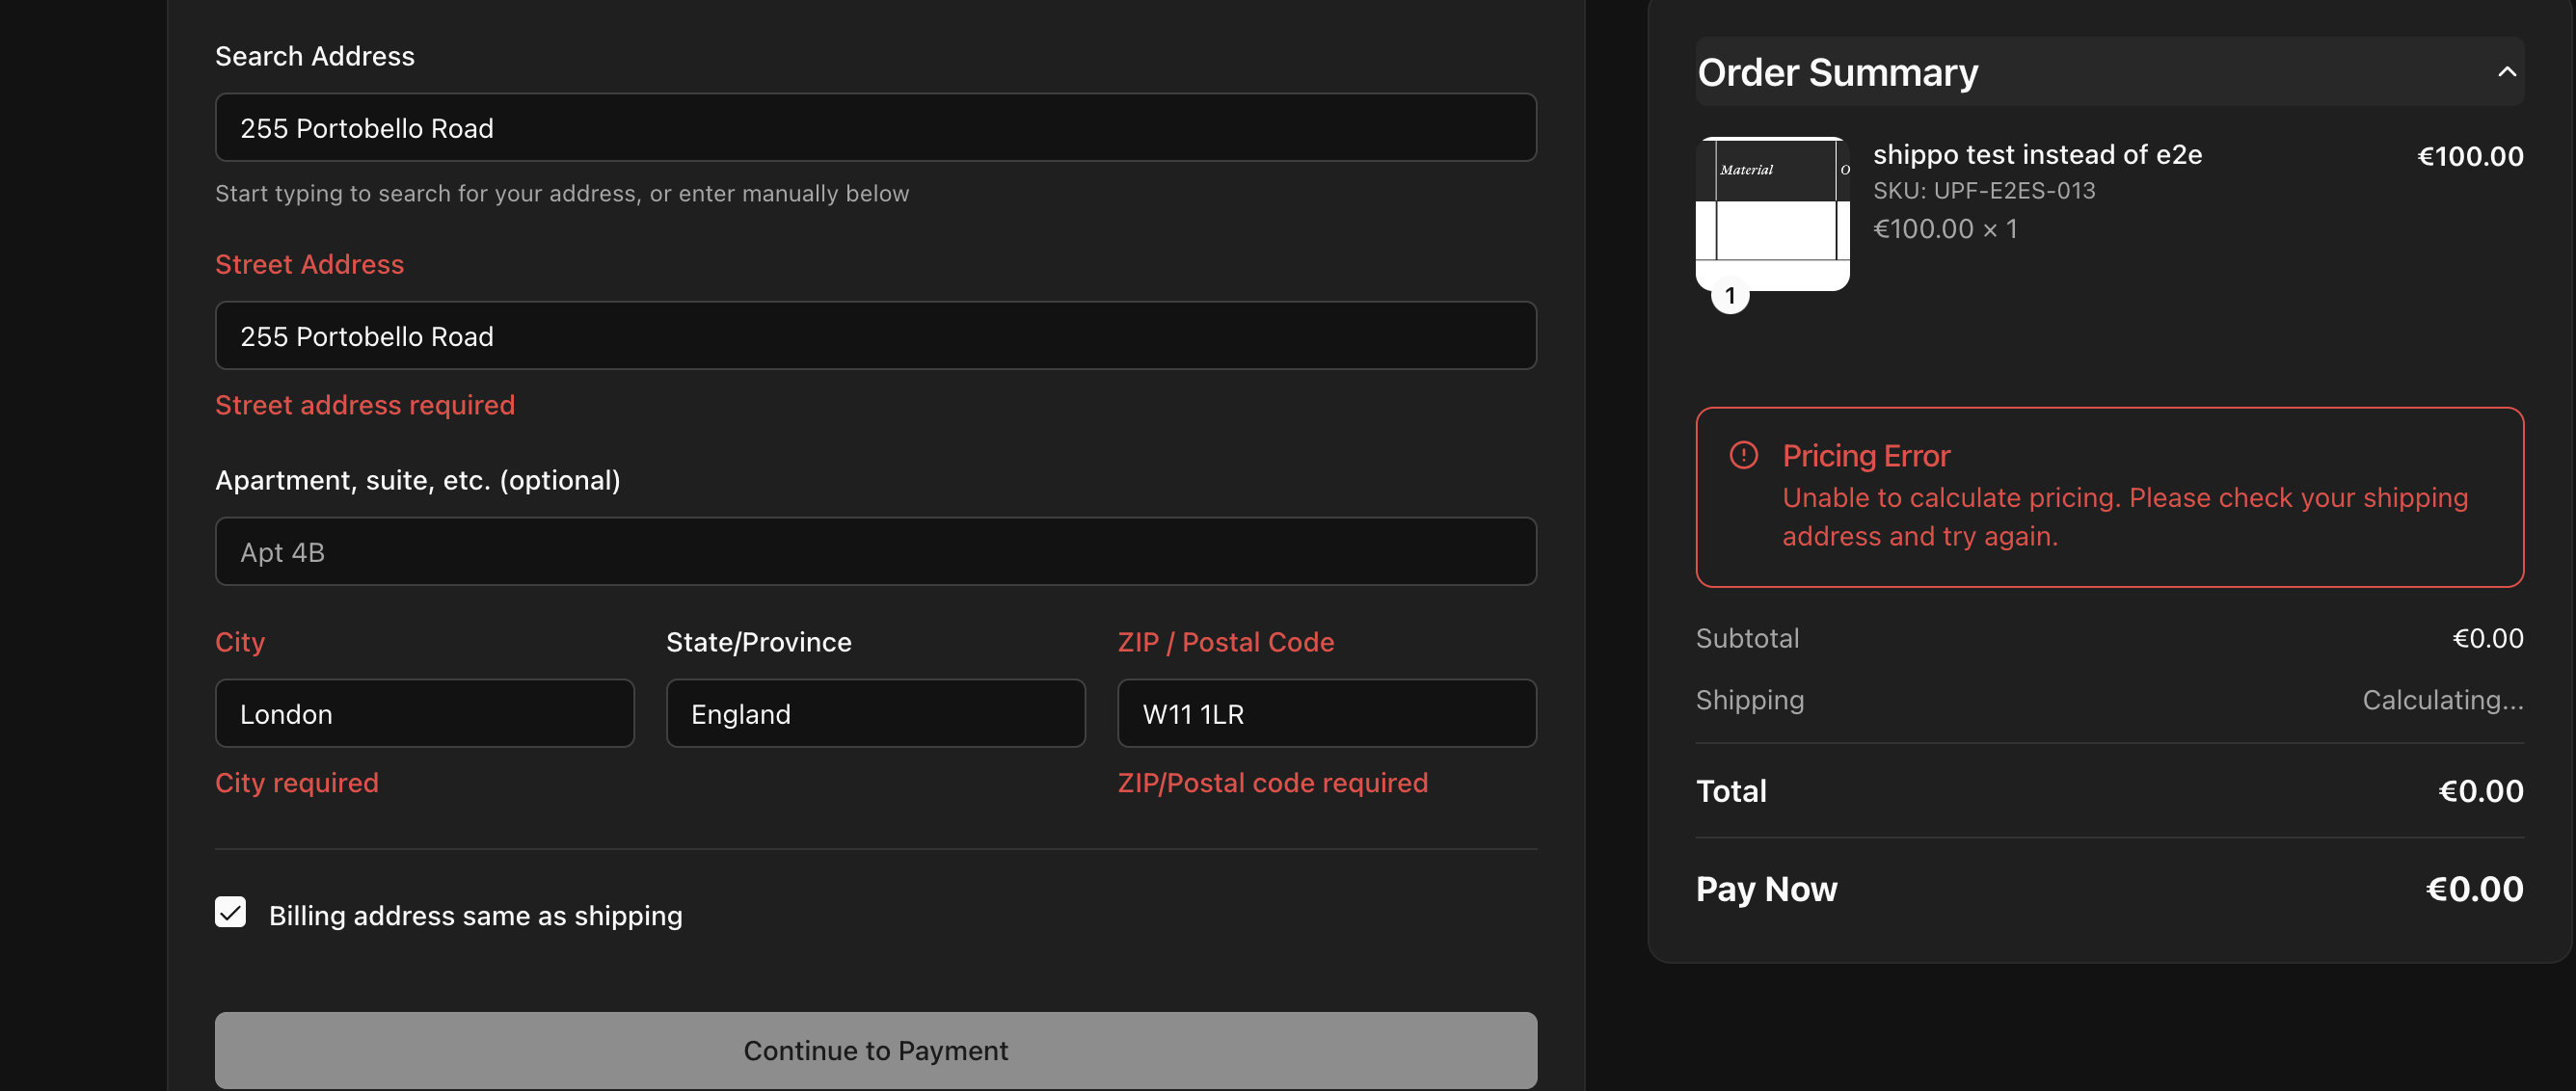 Search Address
255 Portobello Road
Start typing to search for your address, or enter manually below
Street Address
255 Portobello Road
Street address required
Apartment, suite, etc. (optional)
Apt 4B
City
State/Province
ZIP / Postal Code
London
England
W11 1LR
City required
ZIP/Postal code required
Billing address same as shipping
Continue to Payment
Order Summary
Material
O
1
shippo test instead of e2e
€100.00
SKU: UPF-E2ES-013
€100.00 × 1
Pricing Error
Unable to calculate pricing. Please check your shipping
address and try again.
Subtotal
€0.00
Shipping
Calculating...
Total
€0.00
Pay Now
€0.00